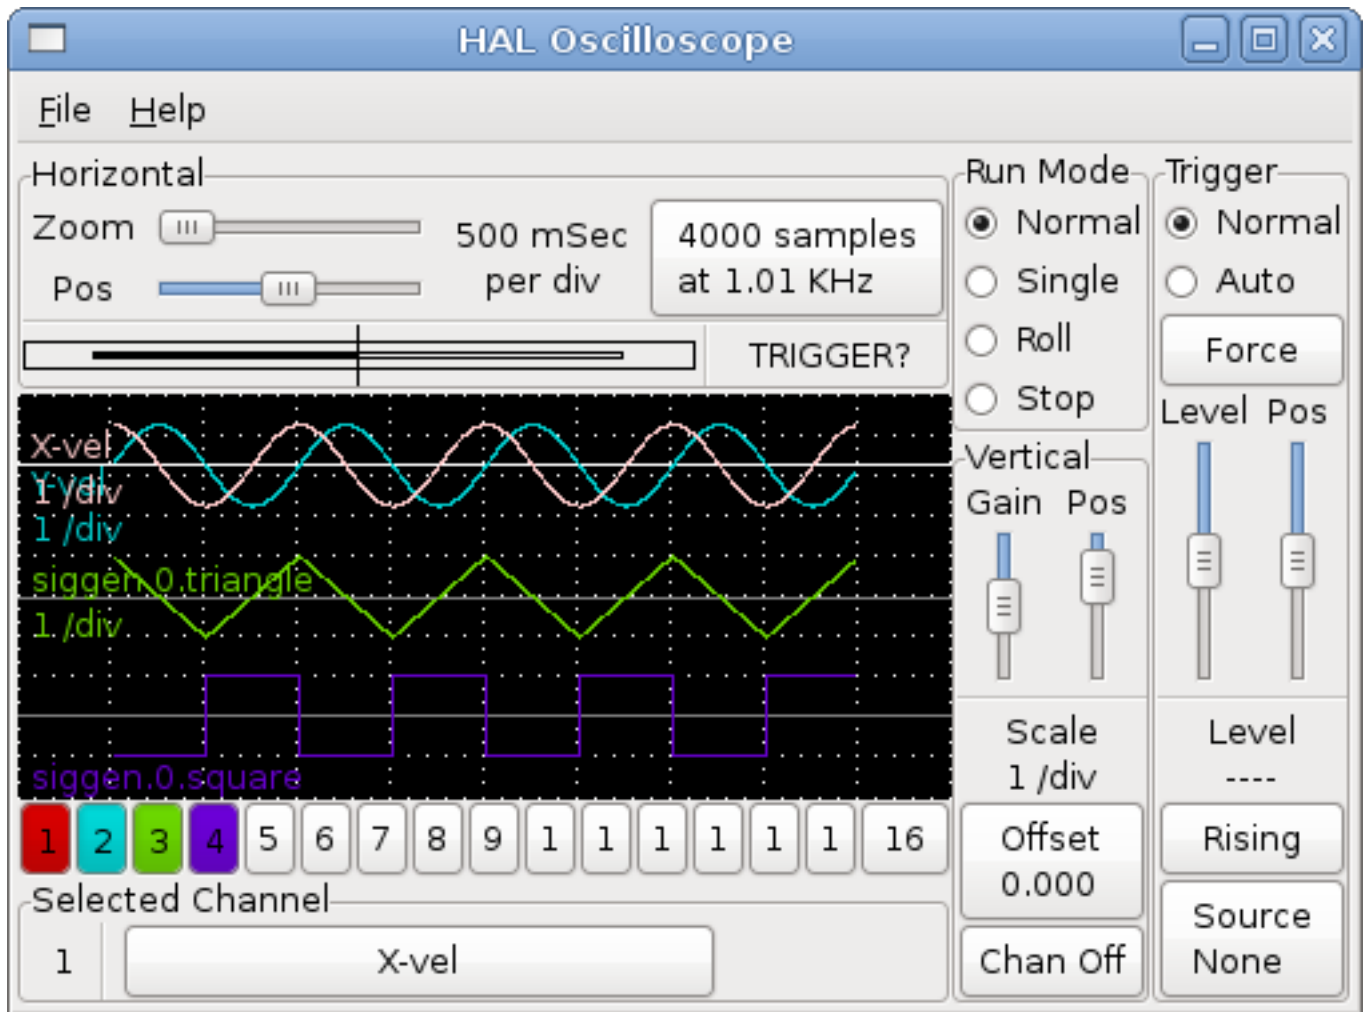 HAL Oscilloscope
File Help
Horizontal
Zoom
Pos
500 mSec
per div
4000 samples
at 1.01 KHz
TRIGGER?
Run Mode
Normal
Single
Roll
Stop
Trigger
Normal
Auto
Force
Level Pos
Vertical
Gain Pos
Scale
1 /div
Offset
0.000
Chan Off
Level
----
Rising
Source
None
X-vel
Y-vel
1 /div
1 /div
siggen.0.triangle
1 /div
siggen.0.square
1 2 3 4 5 6 7 8 9 1 1 1 1 1 1 16
Selected Channel
1 X-vel